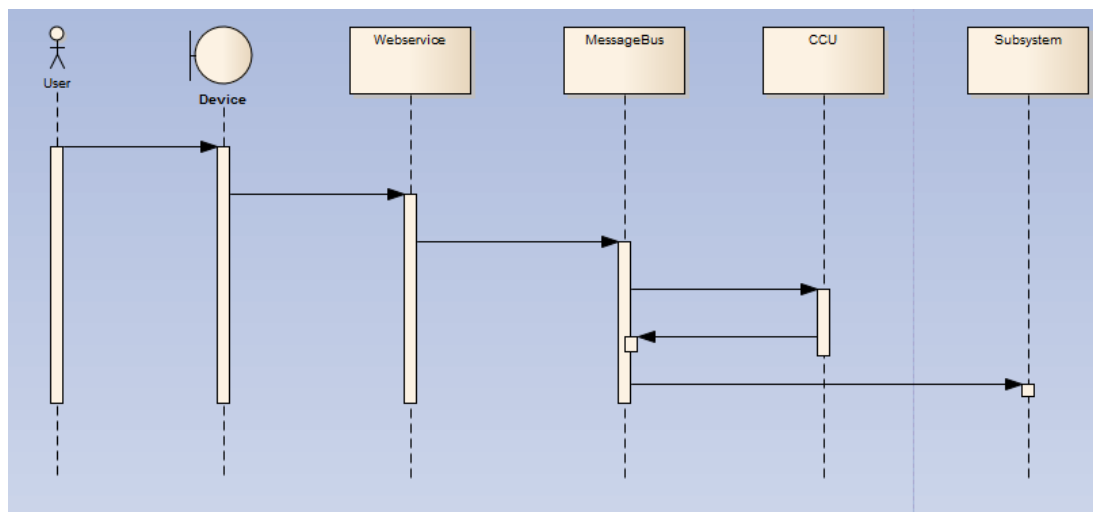 User
Device
Webservice
MessageBus
CCU
Subsystem